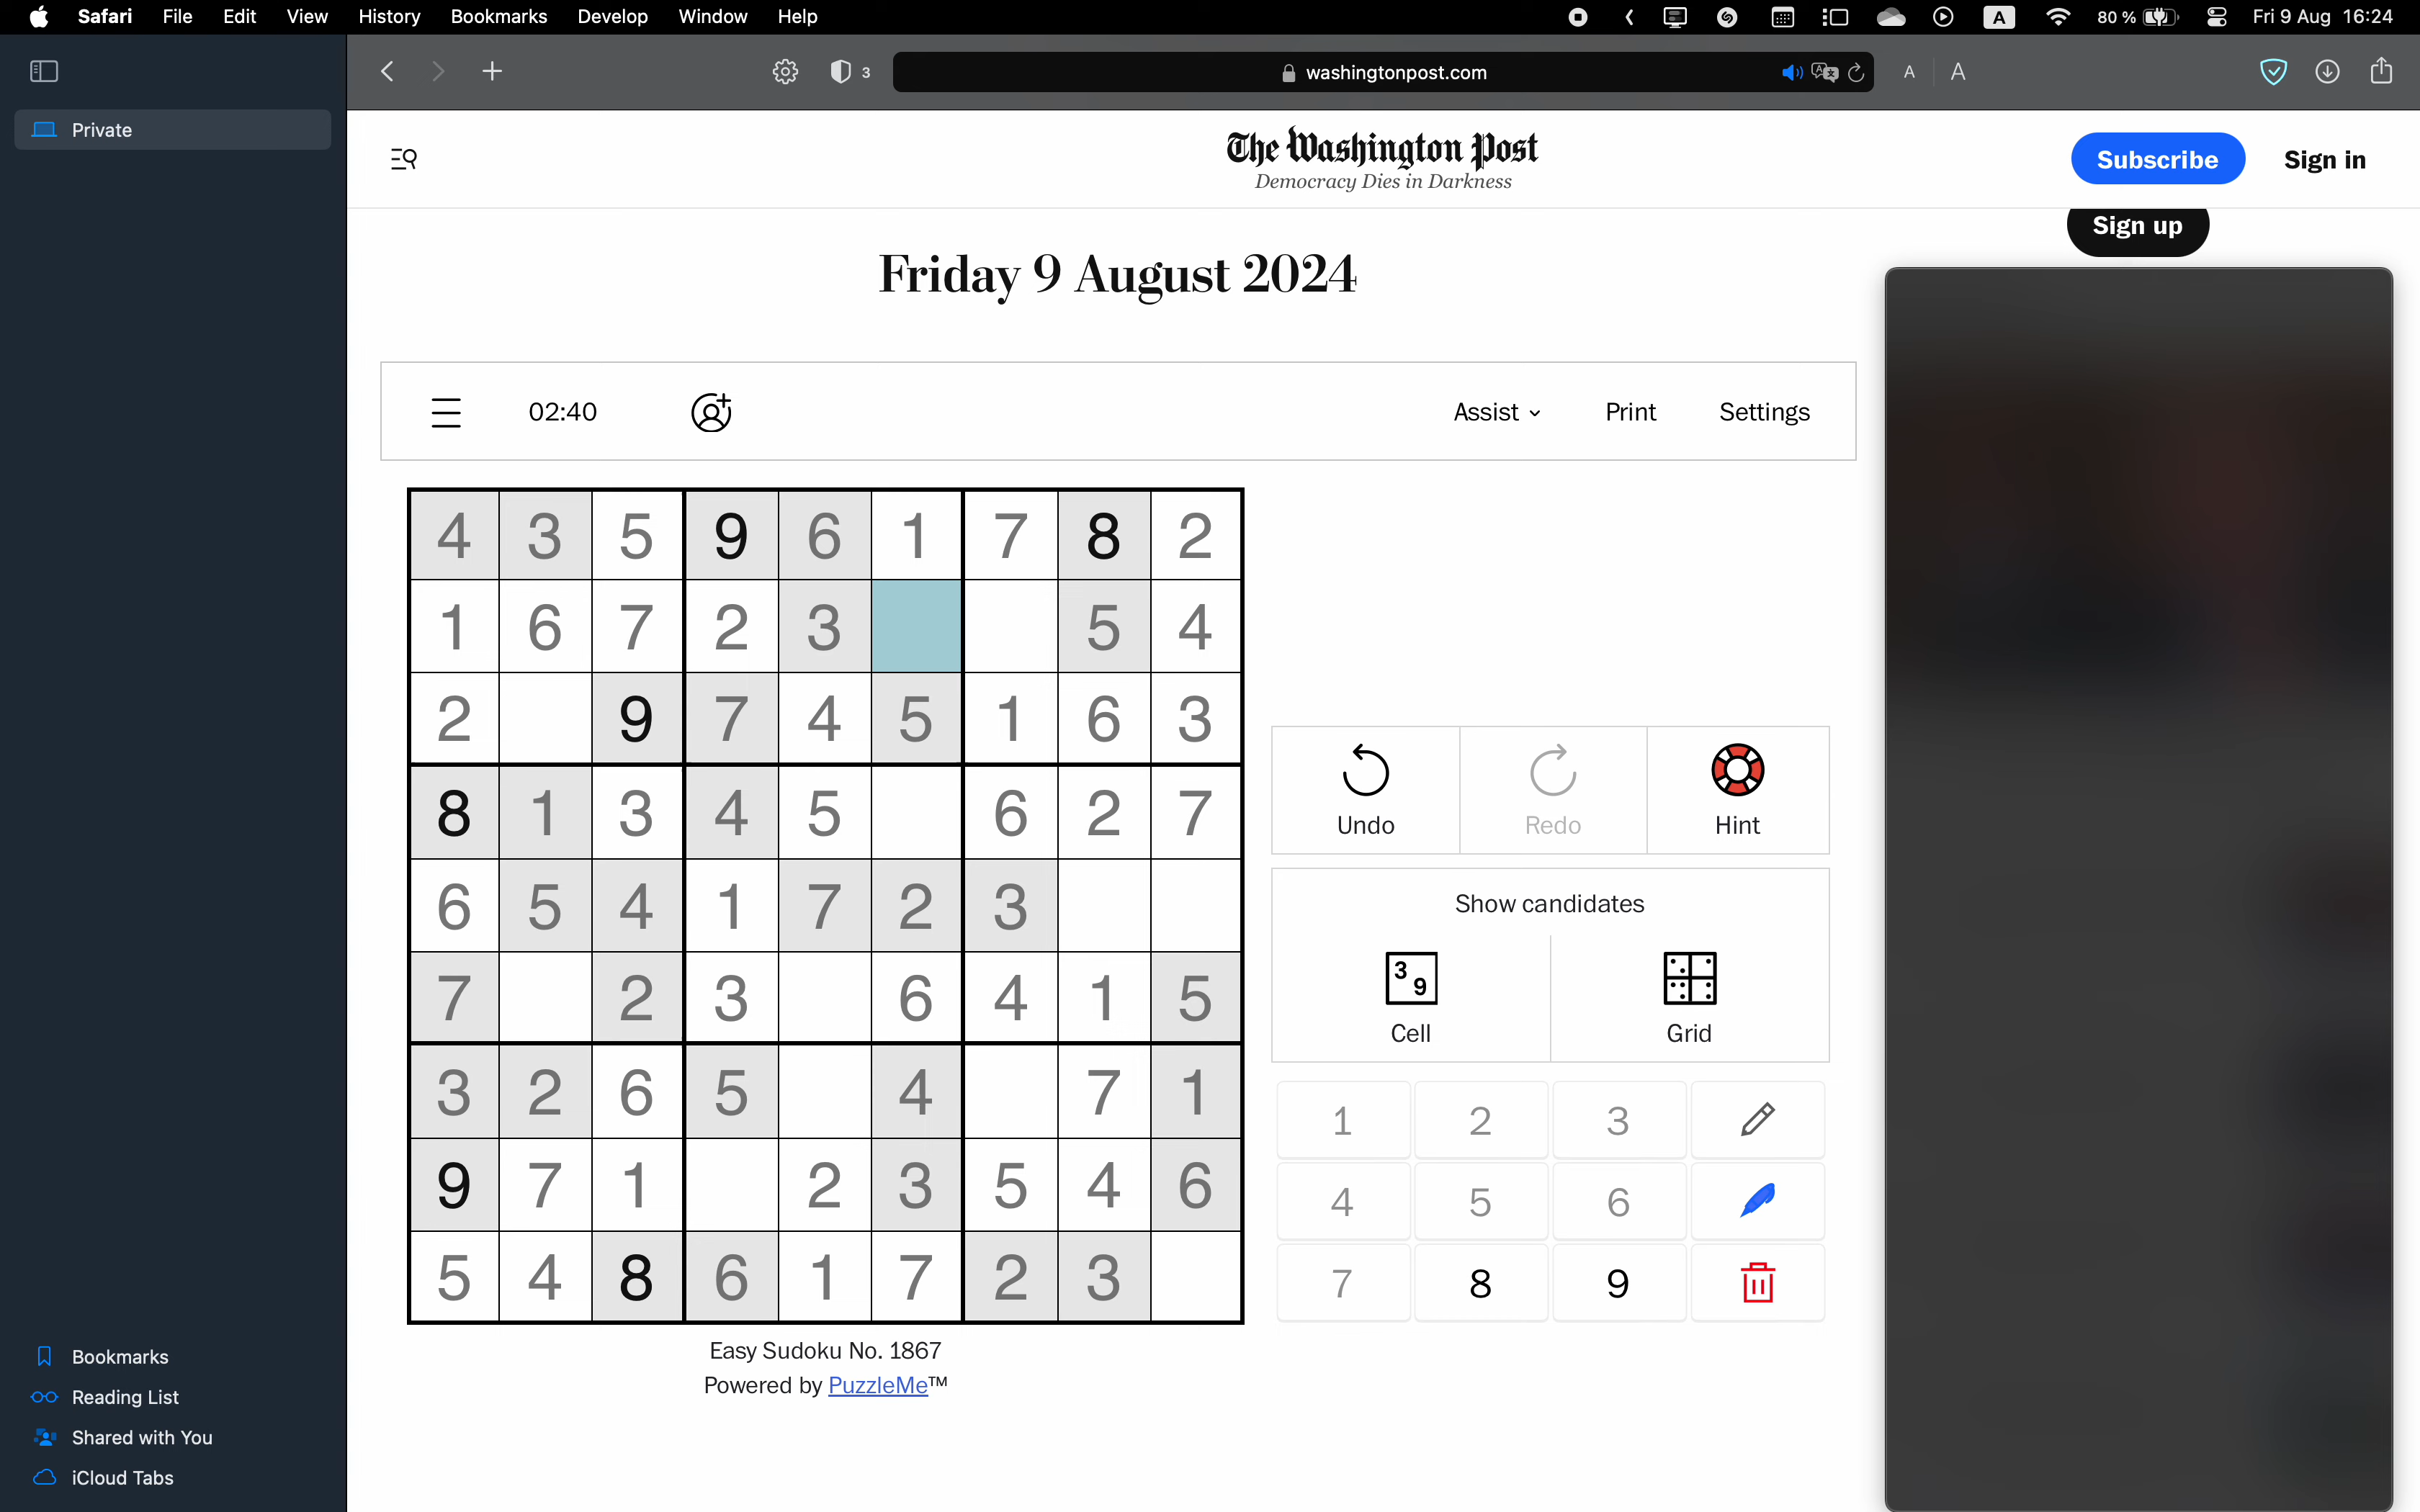 Safari File Edit View History Bookmarks Develop Window Help A 80 % Fri 9 Aug 16:24
3 washingtonpost.com A A
Private
The Washington Post
Democracy Dies in Darkness
Subscribe Sign in
Sign up
Friday 9 August 2024
02:40 Assist Print Settings
4 3 5 9 6 1 7 8 2
1 6 7 2 3 5 4
2 9 7 4 5 1 6 3
8 1 3 4 5 6 2 7
6 5 4 1 7 2 3
7 2 3 6 4 1 5
3 2 6 5 4 7 1
9 7 1 2 3 5 4 6
5 4 8 6 1 7 2 3
Undo Redo Hint
Show candidates
3 9
Cell Grid
1 2 3
4 5 6
7 8 9
Easy Sudoku No. 1867
Powered by PuzzleMe™
Bookmarks
Reading List
Shared with You
iCloud Tabs